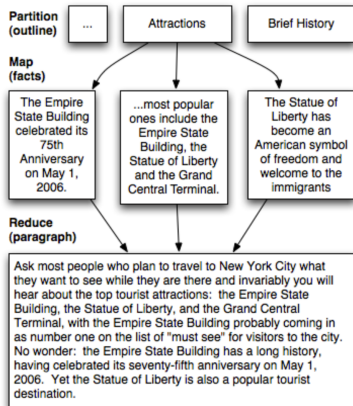 Partition
(outline)
...
Attractions
Brief History
Map
(facts)
The Empire
State Building
celebrated its
75th
Anniversary
on May 1,
2006.
...most popular
ones include the
Empire State
Building, the
Statue of Liberty
and the Grand
Central Terminal.
The Statue of
Liberty has
become an
American symbol
of freedom and
welcome to the
immigrants
Reduce
(paragraph)
Ask most people who plan to travel to New York City what
they want to see while they are there and invariably you will
hear about the top tourist attractions: the Empire State
Building, the Statue of Liberty, and the Grand Central
Terminal, with the Empire State Building probably coming in
as number one on the list of "must see" for visitors to the city.
No wonder: the Empire State Building has a long history,
having celebrated its seventy-fifth anniversary on May 1,
2006. Yet the Statue of Liberty is also a popular tourist
destination.